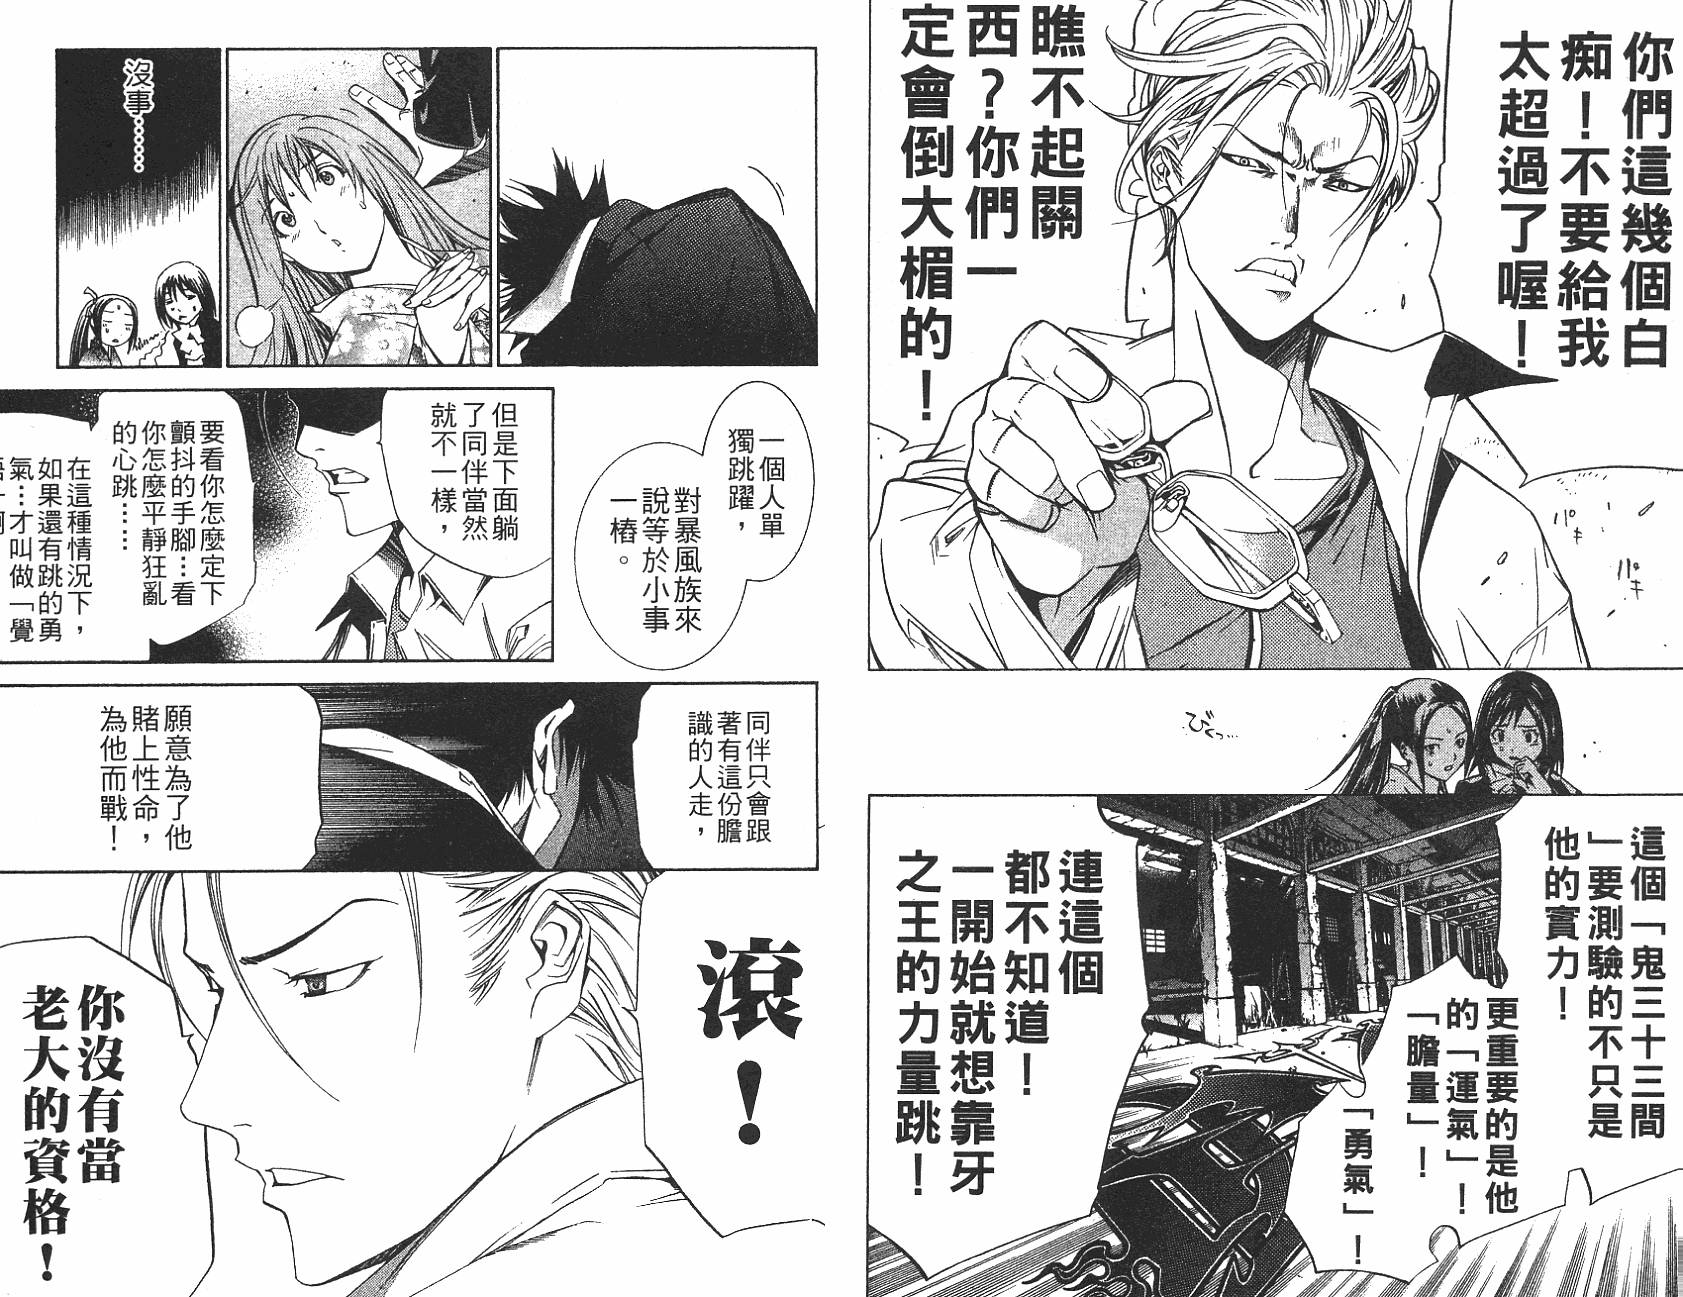 你們這幾個白
痴！不要給我
太超過了喔！
瞧不起關
西？你們一
定會倒大楣的！
パキ
パキ
びくっ…
這個「鬼三十三間
」要測驗的不只是
他的實力！
更重要的是他
的「運氣」！
「膽量」！
「勇氣」！
連這個
都不知道！
一開始就想靠牙
之王的力量跳！
沒事……
一個人單
獨跳躍，
對暴風族來
說等於小事
一樁。
但是下面躺
了同伴當然
就不一樣，
要看你怎麼定下
顫抖的手腳…看
你怎麼平靜狂亂
的心跳……
在這種情況下，
如果還有跳的勇
氣…才叫做「覺
同伴只會跟
著有這份膽
識的人走，
願意為了他
賭上性命，
為他而戰！
滾！
你沒有當
老大的資格！